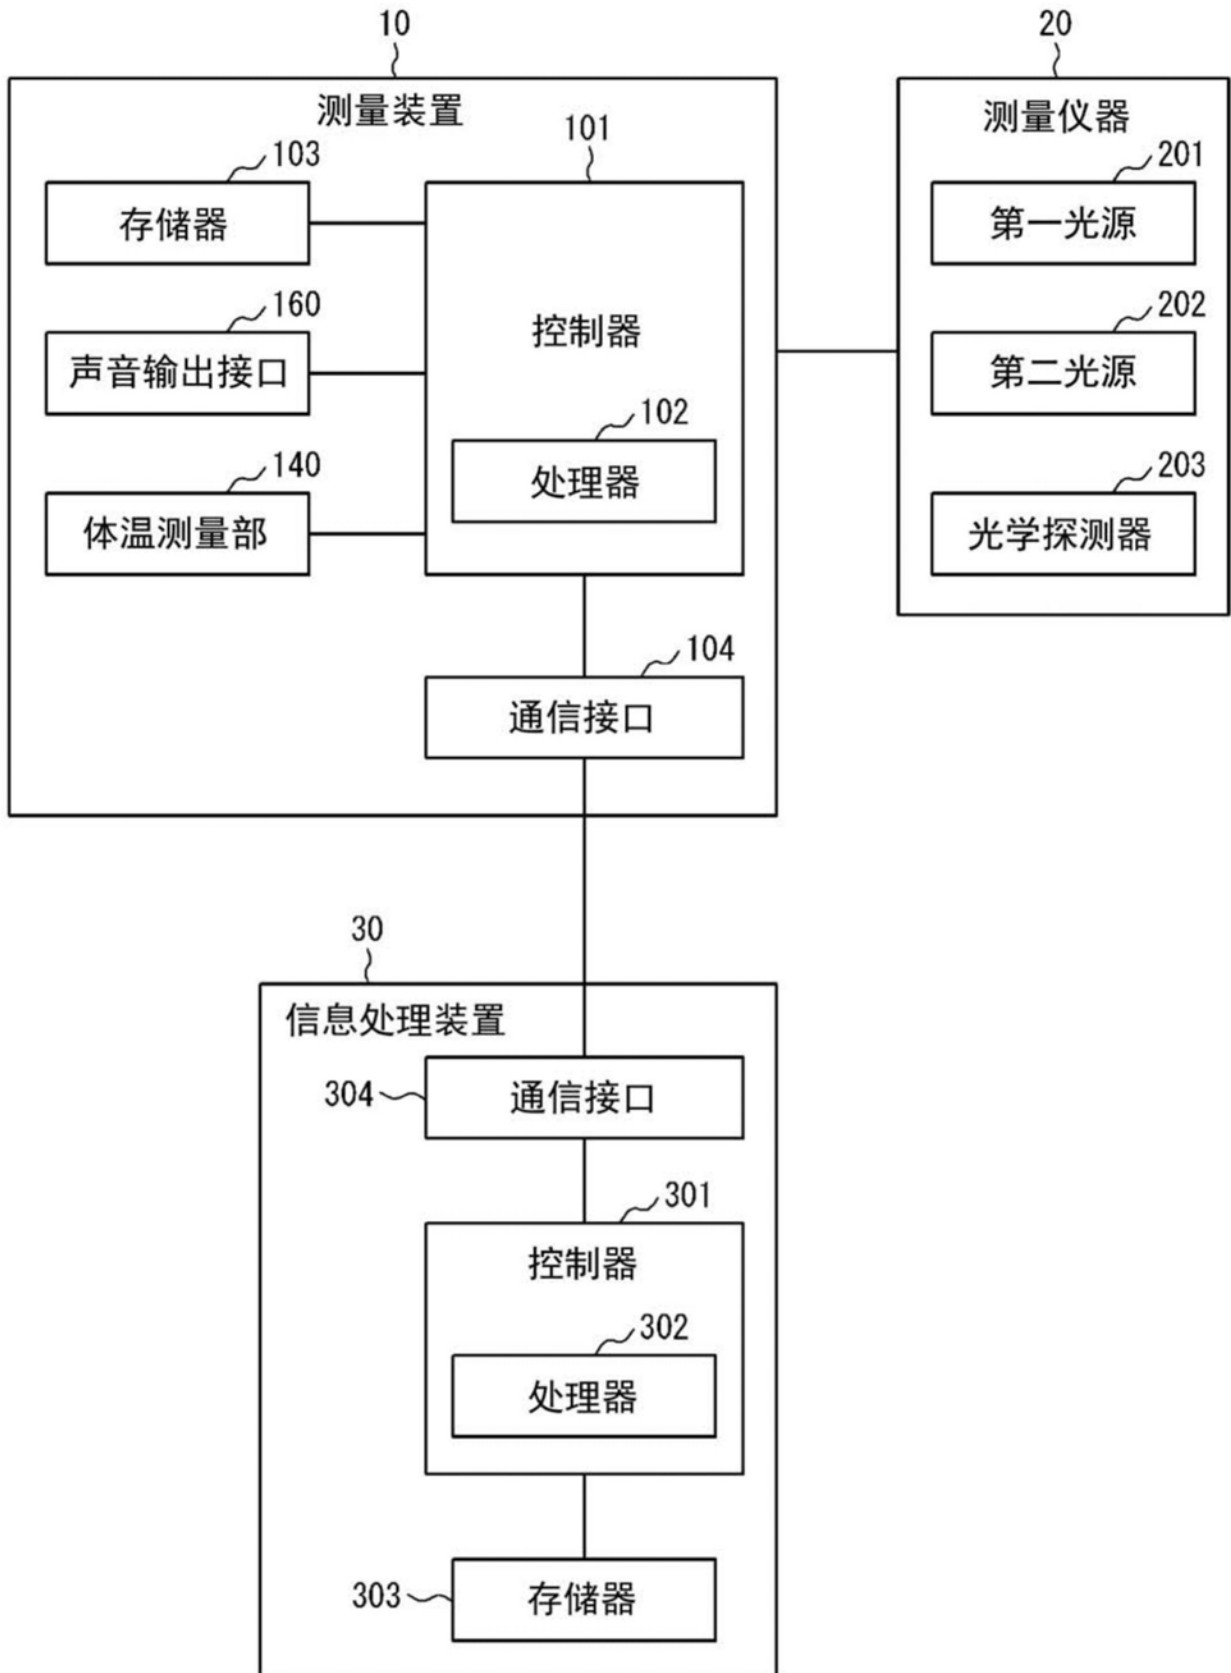 10
20
测量装置
测量仪器
103
101
201
存储器
第一光源
160
202
控制器
声音输出接口
第二光源
102
140
203
处理器
体温测量部
光学探测器
104
通信接口
30
信息处理装置
304
通信接口
301
控制器
302
处理器
303
存储器